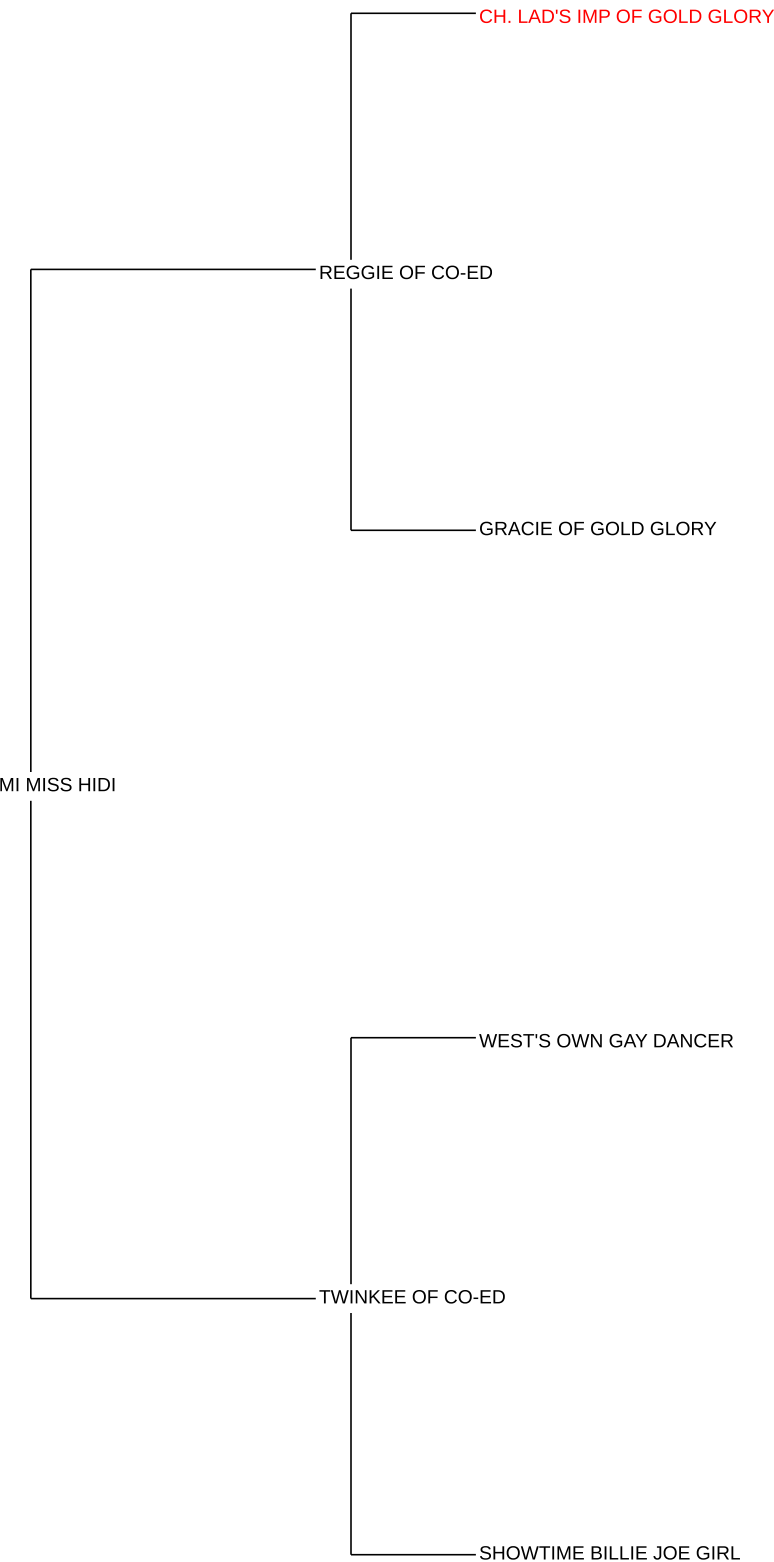 CH. LAD'S IMP OF GOLD GLORY
REGGIE OF CO-ED
GRACIE OF GOLD GLORY
MI MISS HIDI
WEST'S OWN GAY DANCER
TWINKEE OF CO-ED
SHOWTIME BILLIE JOE GIRL